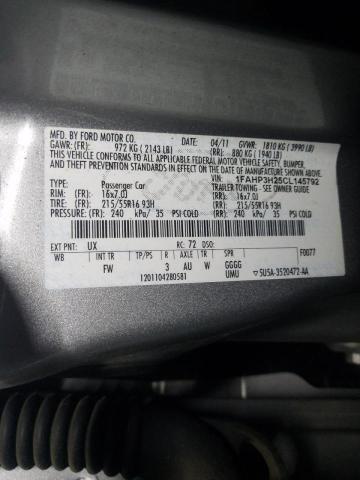 MFD. BY FORD MOTOR CO.
04/11 GVWR: 1810 KG ( 3990 LB)
GAWR: (FR): 972 KG ( 2143 LB) (RR): 880 KG ( 1940 LB)
THIS VEHICLE CONFORMS TO ALL APPLICABLE FEDERAL MOTOR VEHICLE SAFETY, BUMPER,
AND THEFT PREVENTION STANDARDS IN EFFECT ON THE DATE OF MANUFACTURE SHOWN ABOVE.
VEHICLE IDENTIFICATION NO.: VEHICLE VIN: 1FAHP3H25CL145792
TYPE: Passenger Car TRAILER TOWING - SEE OWNER GUIDE
RIM: (FR): 16x7.0J (RR): 16x7.0J
TIRE: (FR): 215/55R16 93H (RR): 215/55R16 93H
PRESSURE: (FR): 240 kPa/ 35 PSI COLD (RR): 240 kPa/ 35 PSI COLD
EXT PNT: UX RC: 72 DSO: F0077
WB INT TR TP/PS R AXLE TR SPR
FW 3 AU W GGGG
1201104280581 UMU 5U5A-3520472-AA